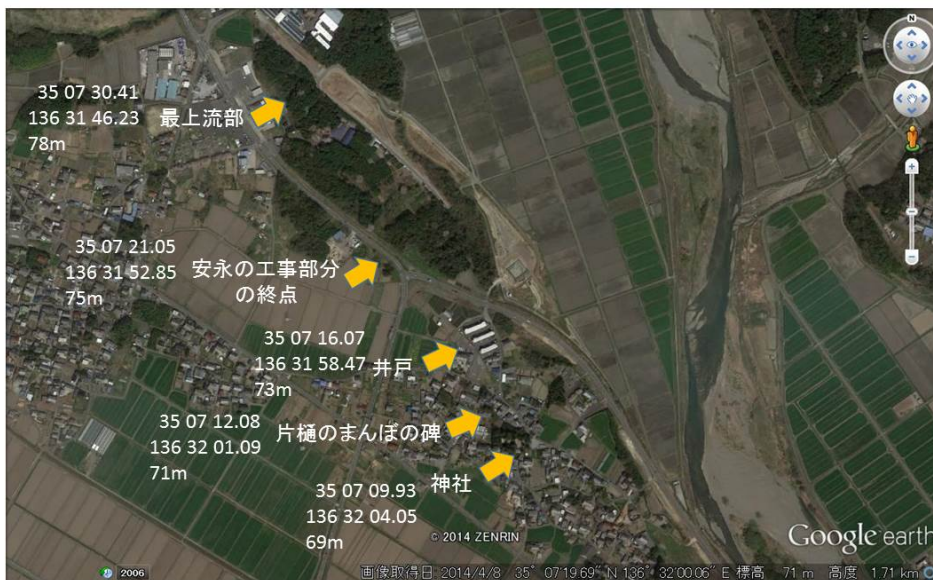 N
35 07 30.41
136 31 46.23
78m
最上流部
35 07 21.05
136 31 52.85
75m
安永の工事部分
の終点
35 07 16.07
136 31 58.47
73m
井戸
35 07 12.08
136 32 01.09
71m
片樋のまんぼの碑
35 07 09.93
136 32 04.05
69m
神社
© 2014 ZENRIN
Google earth
2006
画像取得日: 2014/4/8 35° 07'19.69" N 136° 32'00.06" E 標高 71 m 高度 1.71 km